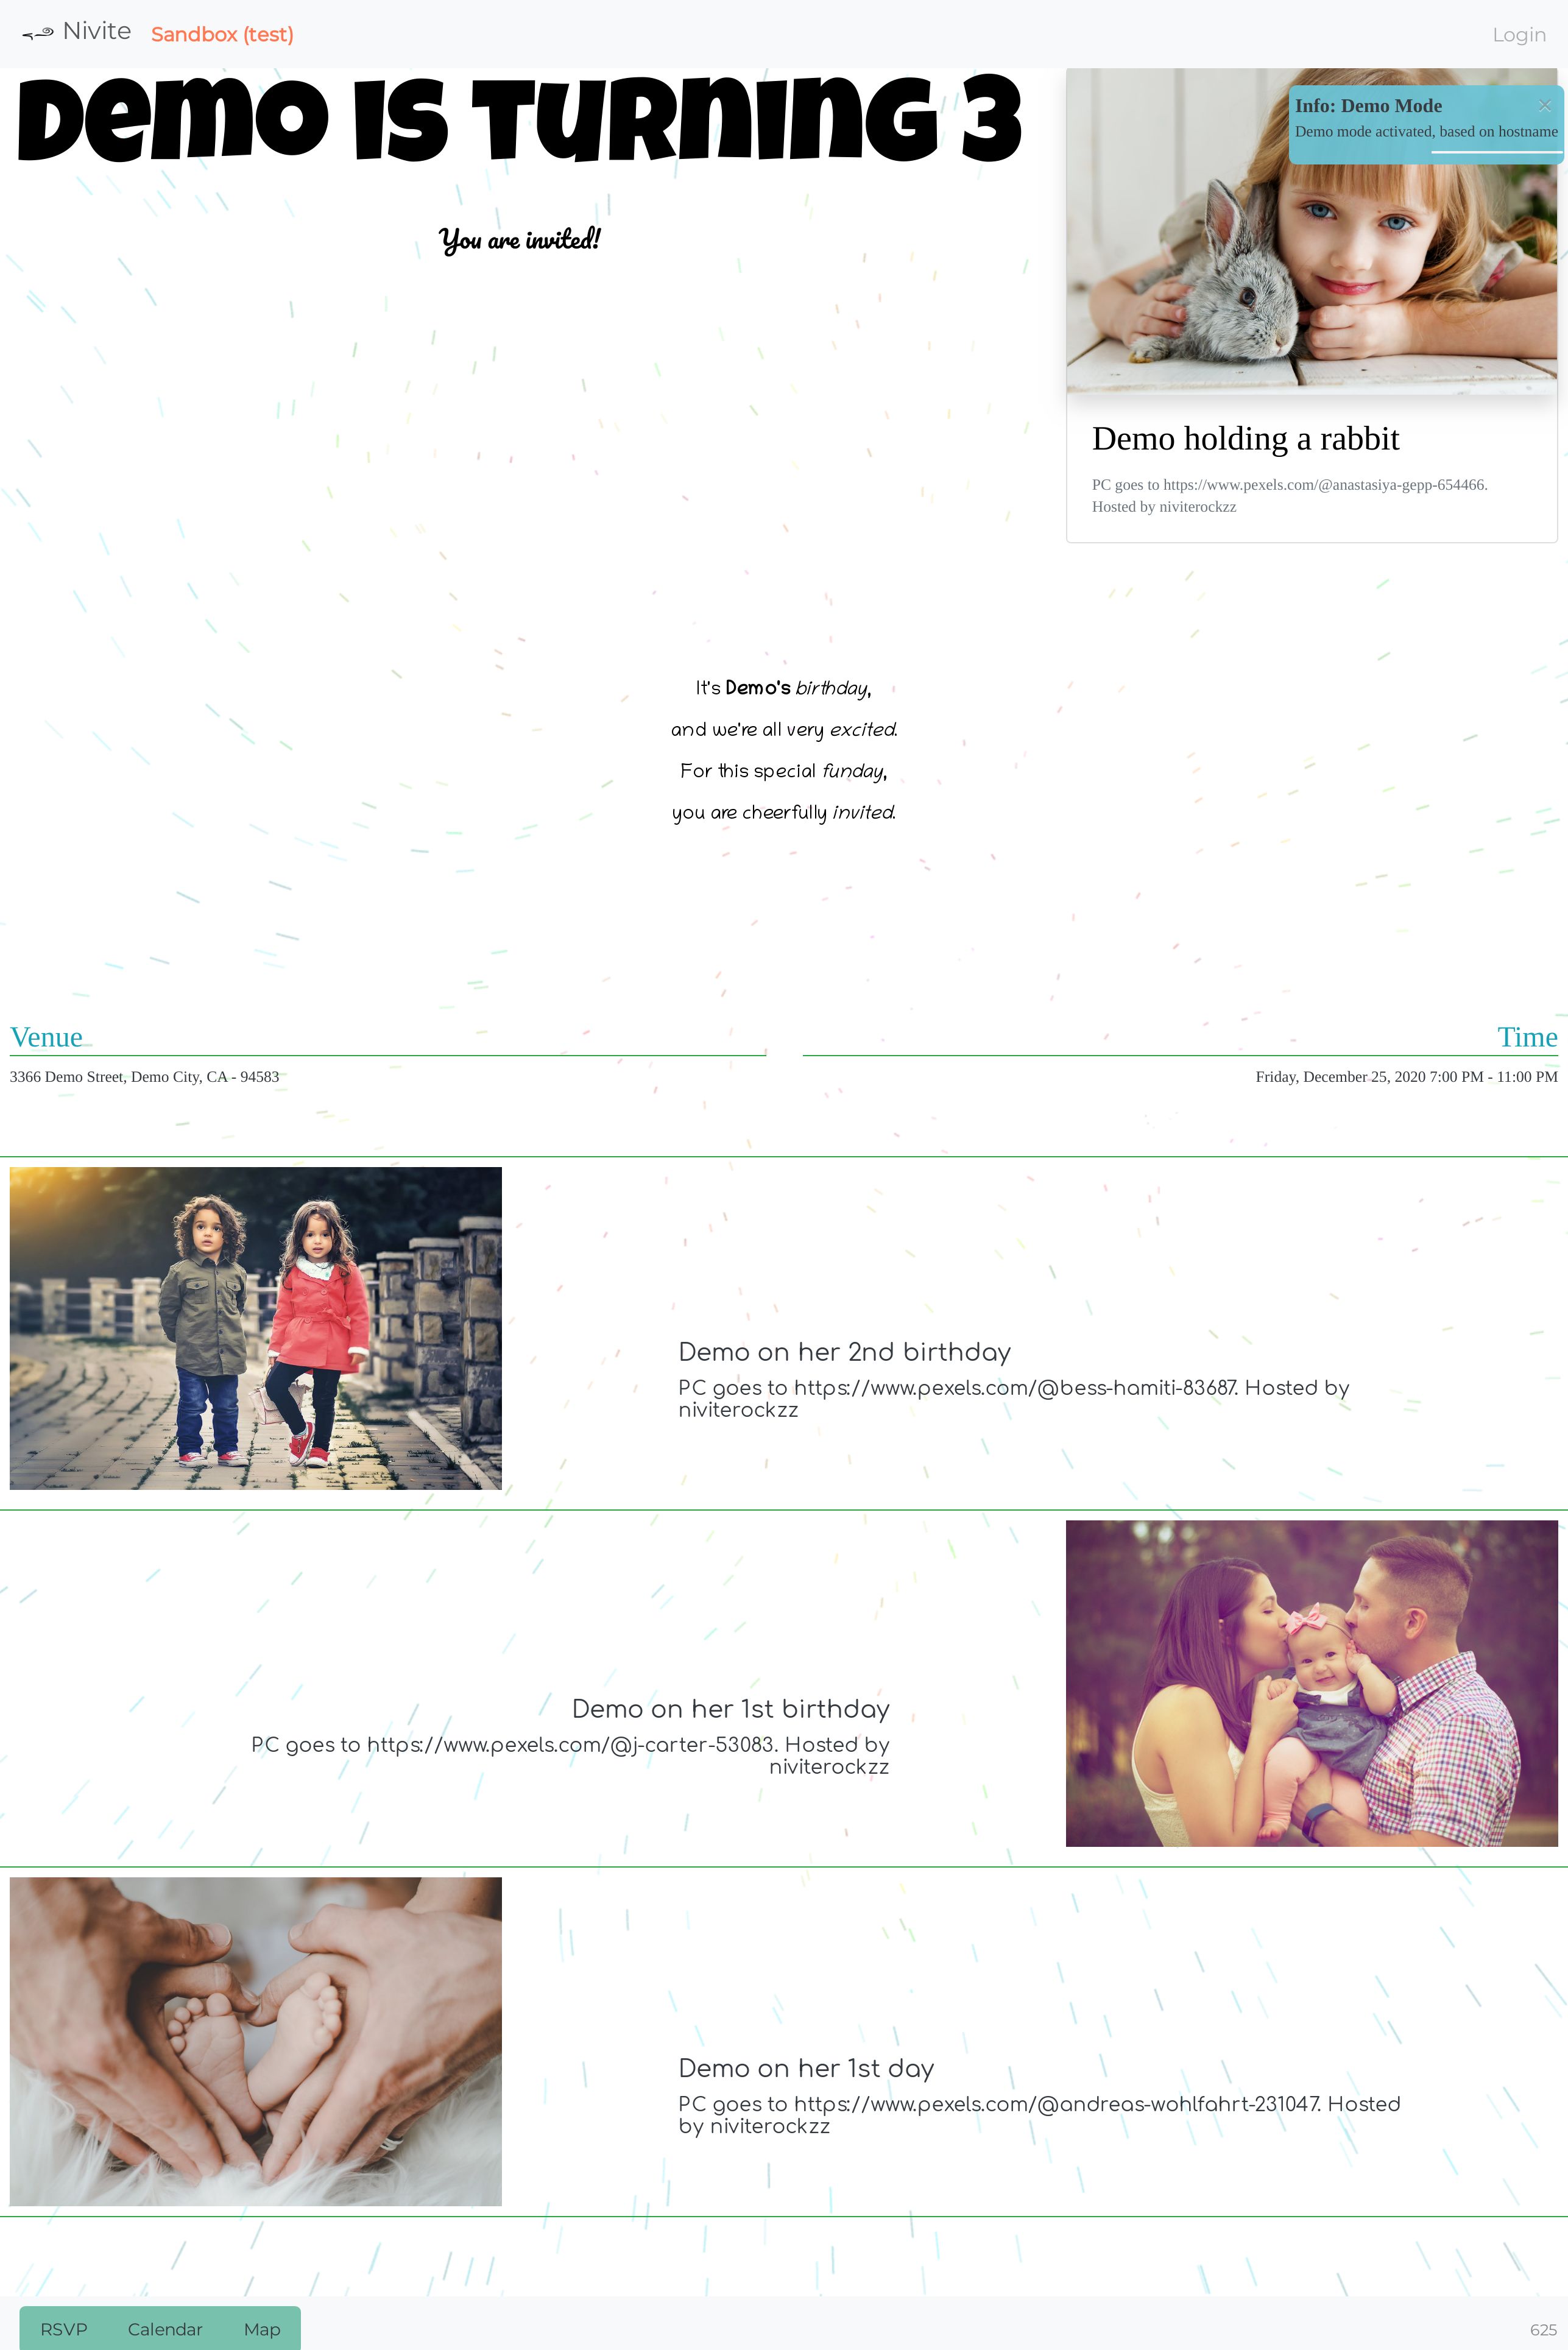 Nivite Sandbox (test) Login
Demo is turning 3
Info: Demo Mode ×
Demo mode activated, based on hostname
You are invited!
Demo holding a rabbit
PC goes to https://www.pexels.com/@anastasiya-gepp-654466.
Hosted by niviterockzz
It's Demo's birthday,
and we're all very excited.
For this special funday,
you are cheerfully invited.
Venue
3366 Demo Street, Demo City, CA - 94583
Time
Friday, December 25, 2020 7:00 PM - 11:00 PM
Demo on her 2nd birthday
PC goes to https://www.pexels.com/@bess-hamiti-83687. Hosted by
niviterockzz
Demo on her 1st birthday
PC goes to https://www.pexels.com/@j-carter-53083. Hosted by
niviterockzz
Demo on her 1st day
PC goes to https://www.pexels.com/@andreas-wohlfahrt-231047. Hosted
by niviterockzz
RSVP Calendar Map 625